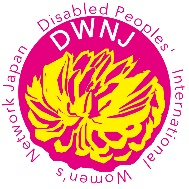 Disabled Peoples' International Women's Network Japan
DWNJ